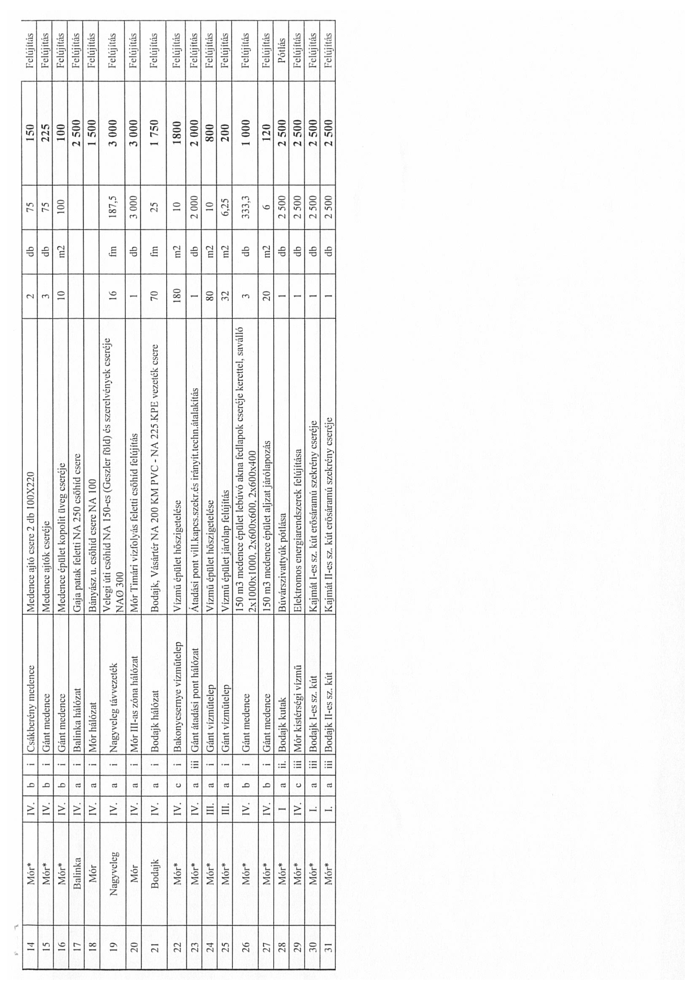 14 Mór* IV. b i Csákberény medence Medence ajtó csere 2 db 100X220 2 db 75 150 Felújítás
15 Mór* IV. b i Gánt medence Medence ajtók cseréje 3 db 75 225 Felújítás
16 Mór* IV. b i Gánt medence Medence épület kopolit üveg cseréje 10 m2 100 100 Felújítás
17 Balinka IV. a i Balinka hálózat Gaja patak feletti NA 250 csőhíd csere 2 500 Felújítás
18 Mór IV. a i Mór hálózat Bányász u. csőhíd csere NA 100 1 500 Felújítás
19 Nagyveleg IV. a i Nagyveleg távvezeték Velegi úti csőhíd NA 150-es (Geszler föld) és szerelvények cseréje
NAØ 300 16 fm 187,5 3 000 Felújítás
20 Mór IV. a i Mór III-as zóna hálózat Mór Timári vízfolyás feletti csőhíd felújítás 1 db 3 000 3 000 Felújítás
21 Bodajk IV. a i Bodajk hálózat Bodajk, Vásártér NA 200 KM PVC - NA 225.KPE vezeték csere 70 fm 25 1 750 Felújítás
22 Mór* IV. c i Bakonycsernye vízműtelep Vízmű épület hőszigetelése 180 m2 10 1800 Felújítás
23 Mór* IV. a iii Gánt átadási pont hálózat Átadási pont vill.kapcs.szekr.és irányít.techn.átalakítás 1 db 2 000 2 000 Felújítás
24 Mór* III. a i Gánt vízműtelep Vízmű épület hőszigetelése 80 m2 10 800 Felújítás
25 Mór* III. a i Gánt vízműtelep Vízmű épület járólap felújítás 32 m2 6,25 200 Felújítás
26 Mór* IV. b i Gánt medence 150 m3 medence épület lebúvó akna fedlapok cseréje kerettel, saválló
2x1000x1000, 2x600x600, 2x600x400 3 db 333,3 1 000 Felújítás
27 Mór* IV. b i Gánt medence 150 m3 medence épület aljzat járólapozás 20 m2 6 120 Felújítás
28 Mór* I a ii. Bodajk kutak Búvárszivattyúk pótlása 1 db 2 500 2 500 Pótlás
29 Mór* IV. c iii Mór kistérségi vízmű Elektromos energiarendszerek felújítása 1 db 2 500 2 500 Felújítás
30 Mór* I. a iii Bodajk I-es sz. kút Kajmát I-es sz. kút erősáramú szekrény cseréje 1 db 2 500 2 500 Felújítás
31 Mór* I. a iii Bodajk II-es sz. kút Kajmát II-es sz. kút erősáramú szekrény cseréje 1 db 2 500 2 500 Felújítás